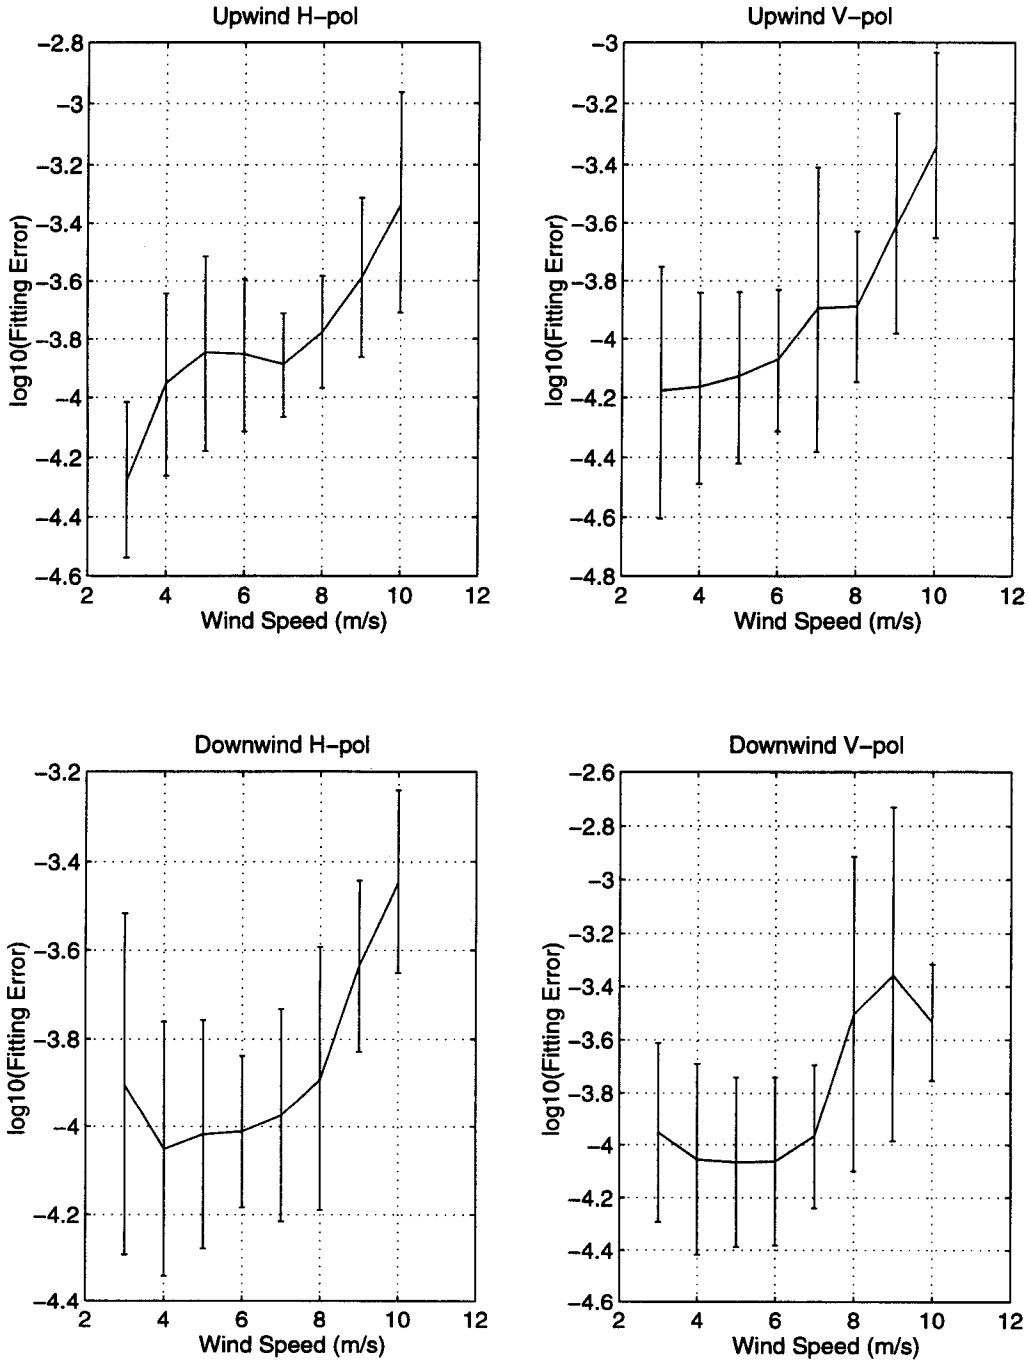 Upwind H-pol
-2.8
-3
-3.2
-3.4
-3.6
-3.8
-4
-4.2
-4.4
-4.6
log10(Fitting Error)
2 4 6 8 10 12
Wind Speed (m/s)
Upwind V-pol
-3
-3.2
-3.4
-3.6
-3.8
-4
-4.2
-4.4
-4.6
-4.8
log10(Fitting Error)
2 4 6 8 10 12
Wind Speed (m/s)
Downwind H-pol
-3.2
-3.4
-3.6
-3.8
-4
-4.2
-4.4
log10(Fitting Error)
2 4 6 8 10 12
Wind Speed (m/s)
Downwind V-pol
-2.6
-2.8
-3
-3.2
-3.4
-3.6
-3.8
-4
-4.2
-4.4
-4.6
log10(Fitting Error)
2 4 6 8 10 12
Wind Speed (m/s)